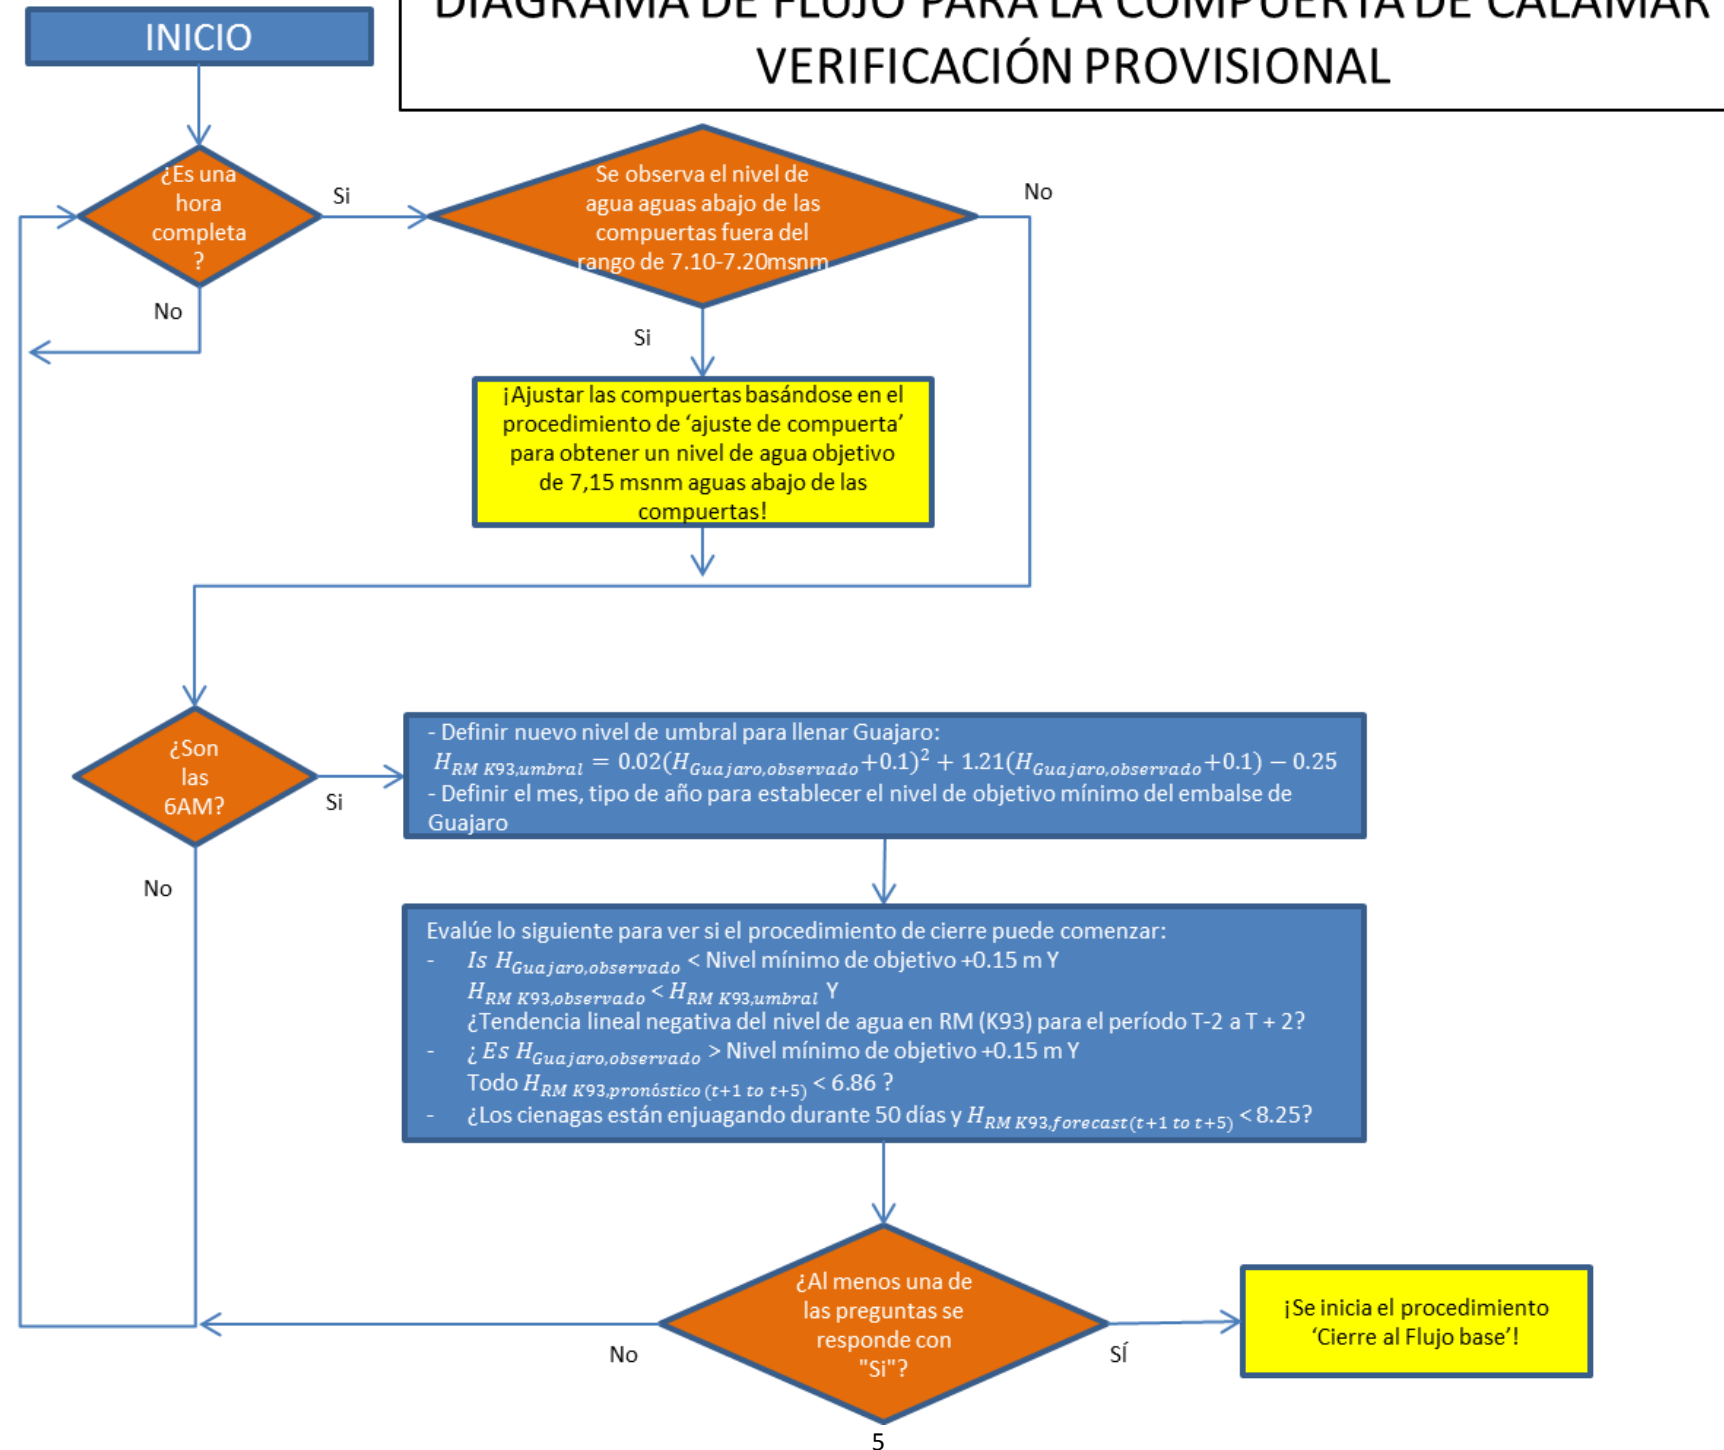 INICIO
DIAGRAMA DE FLUJO PARA LA COMPUERTA DE CALAMAR
VERIFICACIÓN PROVISIONAL
¿Es una
hora
completa
?
Si
No
Se observa el nivel de
agua aguas abajo de las
compuertas fuera del
rango de 7.10-7.20msnm
No
Si
¡Ajustar las compuertas basándose en el
procedimiento de ‘ajuste de compuerta’
para obtener un nivel de agua objetivo
de 7,15 msnm aguas abajo de las
compuertas!
¿Son
las
6AM?
Si
No
- Definir nuevo nivel de umbral para llenar Guajaro:
H_{RM K93,umbral} = 0.02(H_{Guajaro,observado}+0.1)² + 1.21(H_{Guajaro,observado}+0.1) − 0.25
- Definir el mes, tipo de año para establecer el nivel de objetivo mínimo del embalse de
Guajaro
Evalúe lo siguiente para ver si el procedimiento de cierre puede comenzar:
- Is H_{Guajaro,observado} < Nivel mínimo de objetivo +0.15 m Y
H_{RM K93,observado} < H_{RM K93,umbral} Y
¿Tendencia lineal negativa del nivel de agua en RM (K93) para el período T-2 a T + 2?
- ¿ Es H_{Guajaro,observado} > Nivel mínimo de objetivo +0.15 m Y
Todo H_{RM K93,pronóstico (t+1 to t+5)} < 6.86 ?
- ¿Los cienagas están enjuagando durante 50 días y H_{RM K93,forecast(t+1 to t+5)} < 8.25?
¿Al menos una de
las preguntas se
responde con
"Si"?
No
SÍ
¡Se inicia el procedimiento
‘Cierre al Flujo base’!
5